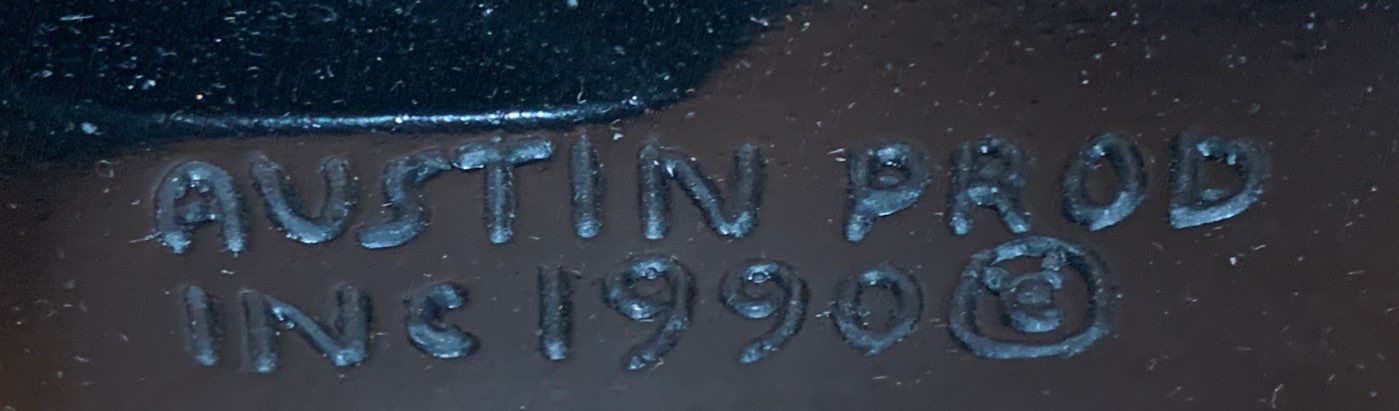 AUSTIN PROD
INC 1990 ©